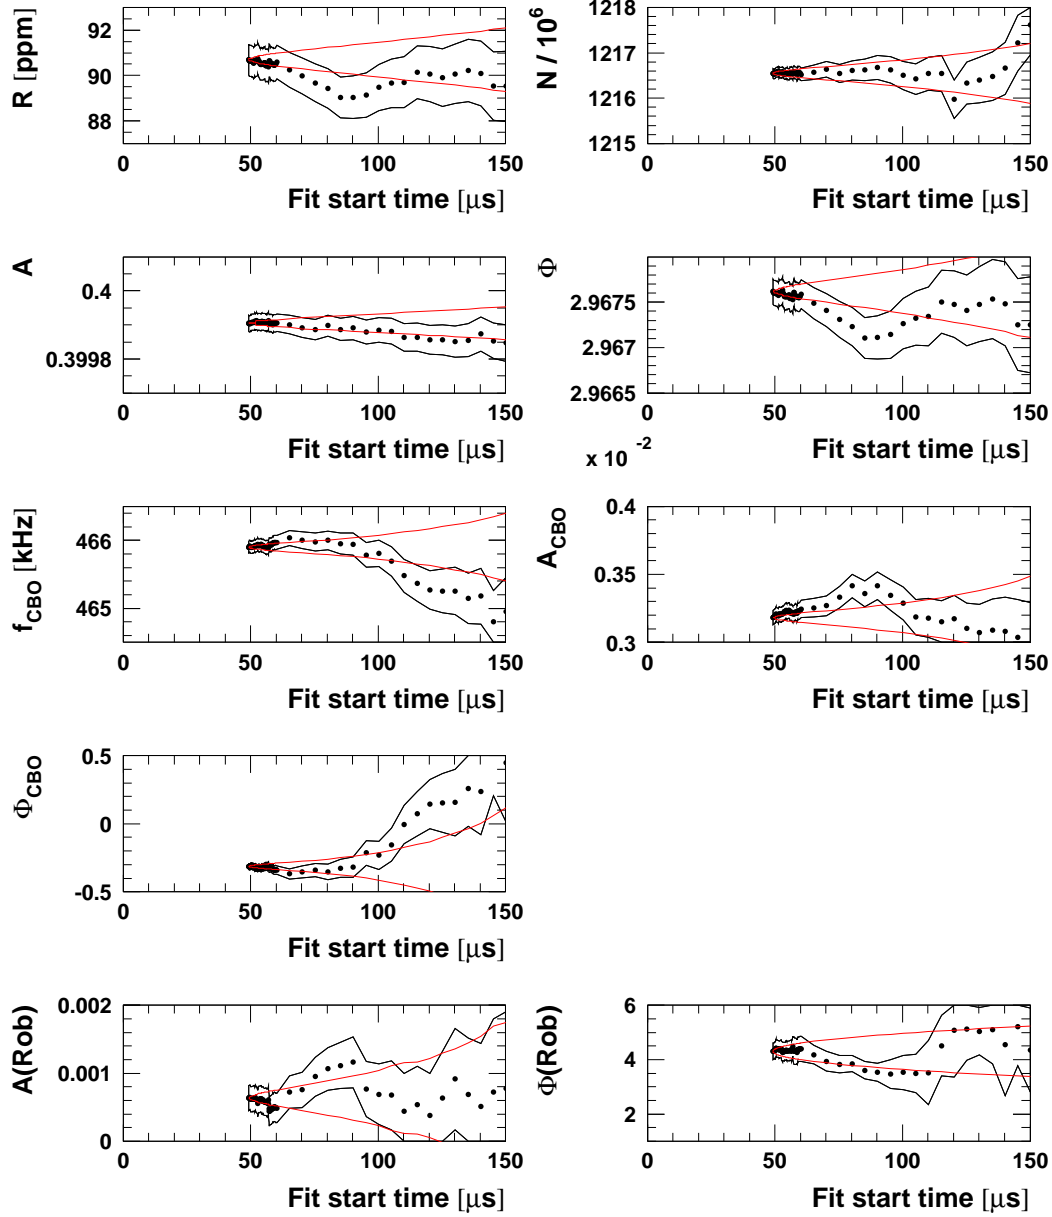 R [ppm]
92
90
88
0 50 100 150
Fit start time [μs]
N / 10^6
1218
1217
1216
1215
0 50 100 150
Fit start time [μs]
A
0.4
0.3998
0 50 100 150
Fit start time [μs]
Φ
2.9675
2.967
2.9665
0 50 100 150
Fit start time [μs]
f_CBO [kHz]
466
465
0 50 100 150
Fit start time [μs]
x 10^-2
A_CBO
0.4
0.35
0.3
0 50 100 150
Fit start time [μs]
Φ_CBO
0.5
0
-0.5
0 50 100 150
Fit start time [μs]
A(Rob)
0.002
0.001
0
0 50 100 150
Fit start time [μs]
Φ(Rob)
6
4
2
0 50 100 150
Fit start time [μs]